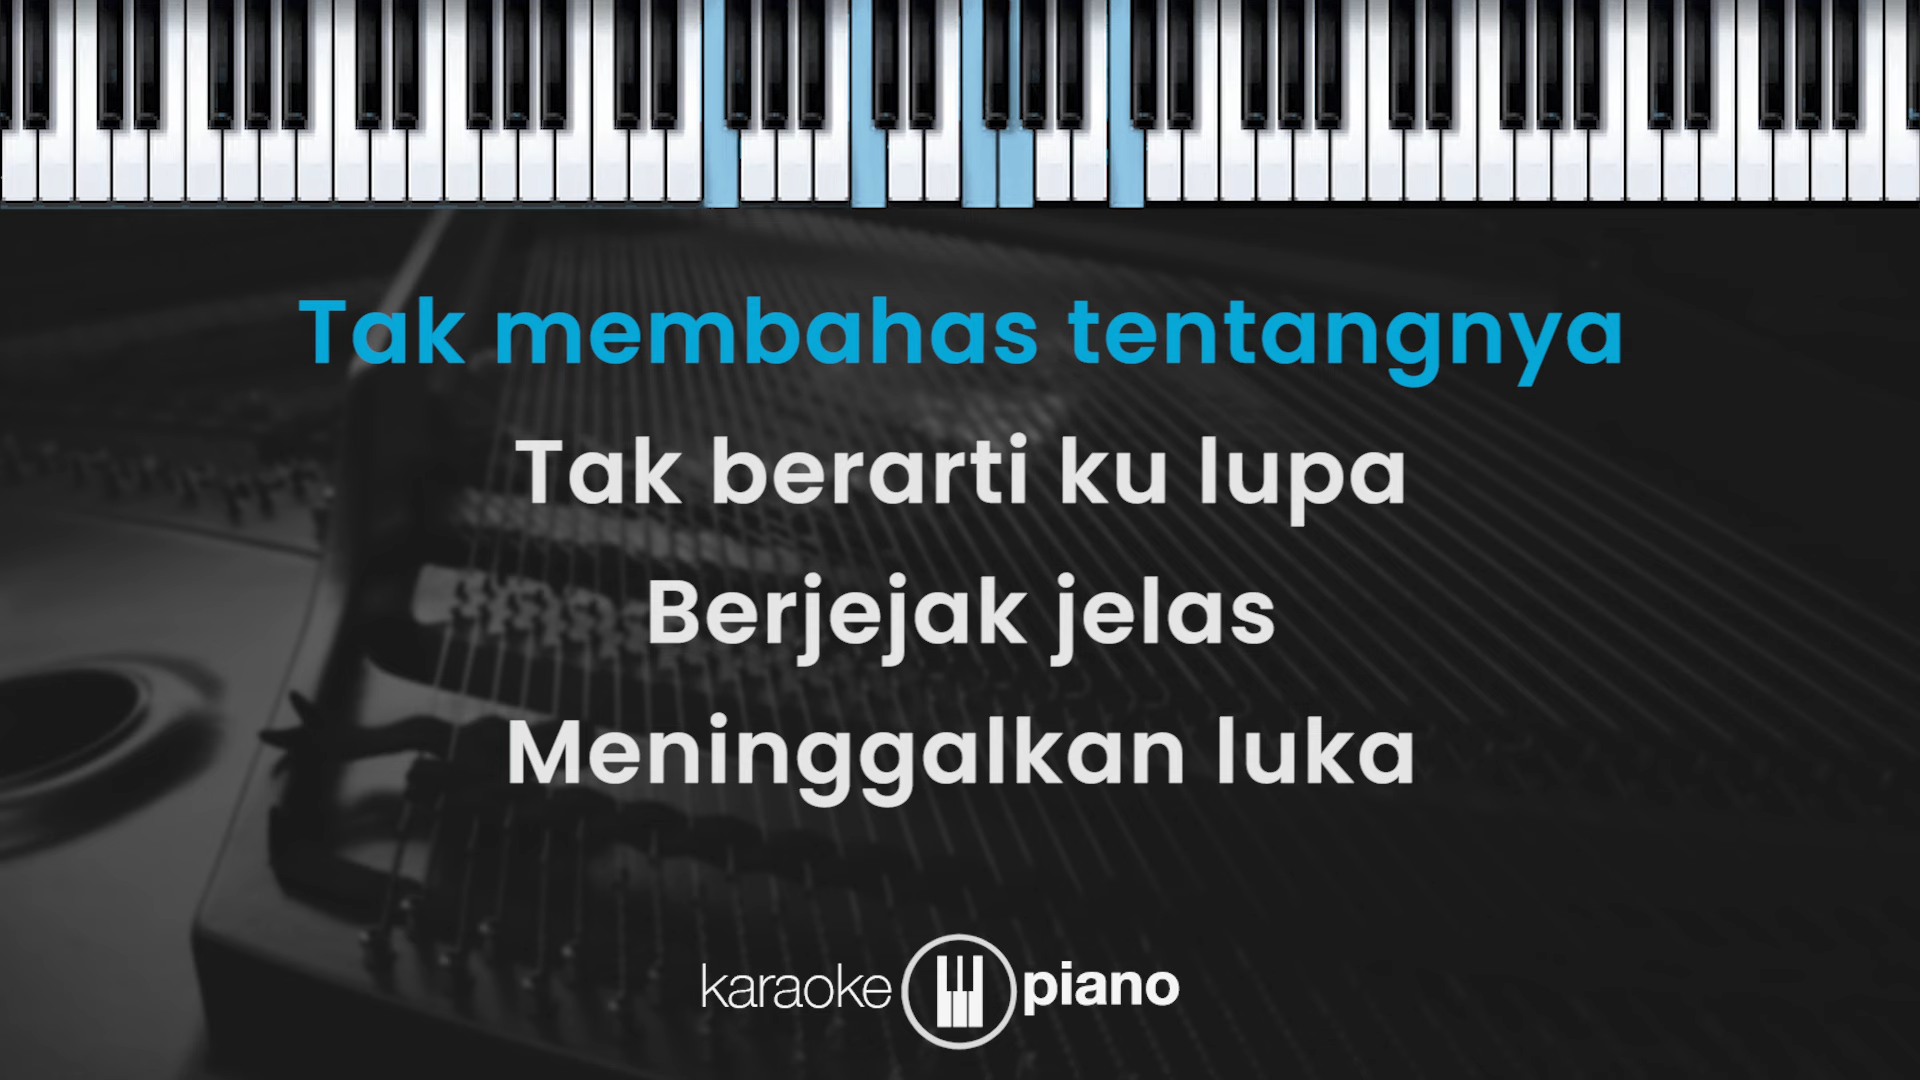 Tak membahas tentangnya
Tak berarti ku lupa
Berjejak jelas
Meninggalkan luka
karaoke piano